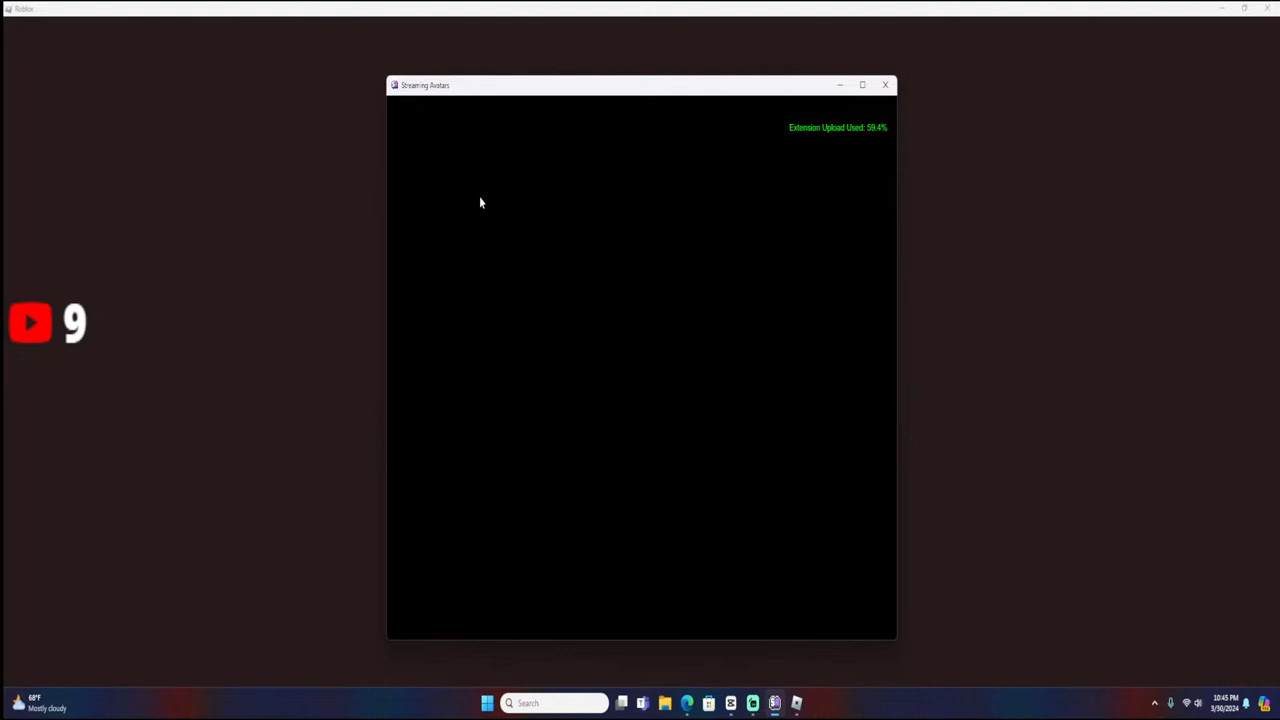 Roblox
Streaming Avatars
Extension Upload Used: 59.4%
9
68°F
Mostly cloudy
Search
10:45 PM
3/30/2024